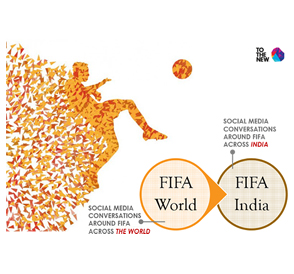 TO
THE
NEW
SOCIAL MEDIA
CONVERSATIONS
AROUND FIFA
ACROSS INDIA
FIFA
World
FIFA
India
SOCIAL MEDIA
CONVERSATIONS
AROUND FIFA
ACROSS THE WORLD